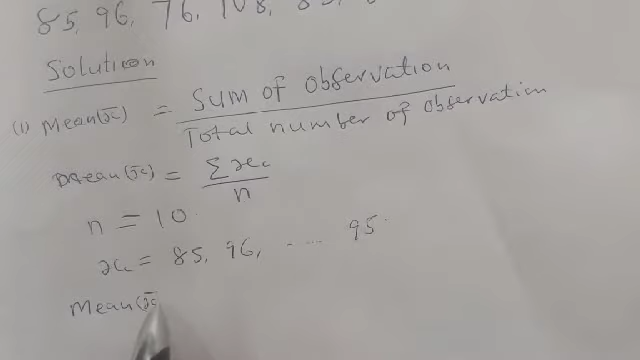 85, 96, 76, 108, 85,
Solution
(1) Mean(x̄) = Sum of observation / Total number of observation
Mean(x̄) = Σxᵢ / n
n = 10.
xᵢ = 85, 96, ..... 95.
Mean(x̄